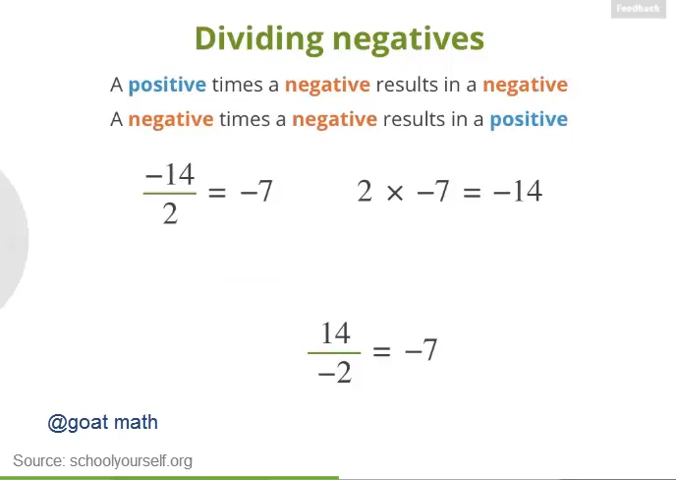 Feedback
Dividing negatives
A positive times a negative results in a negative
A negative times a negative results in a positive
−14
2
= −7
2 × −7 = −14
14
−2
= −7
@goat math
Source: schoolyourself.org